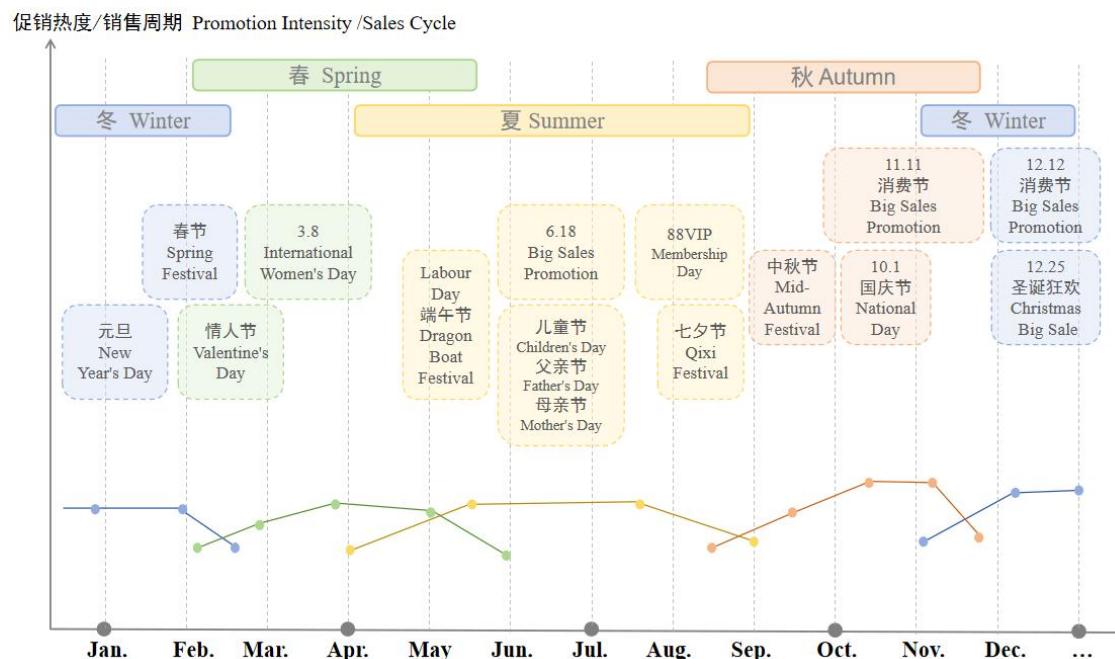 促销热度/销售周期 Promotion Intensity /Sales Cycle
春 Spring
秋 Autumn
冬 Winter
夏 Summer
冬 Winter
11.11
消费节
Big Sales
Promotion
12.12
消费节
Big Sales
Promotion
春节
Spring
Festival
3.8
International
Women's Day
6.18
Big Sales
Promotion
88VIP
Membership
Day
Labour
Day
端午节
Dragon
Boat
Festival
中秋节
Mid-
Autumn
Festival
10.1
国庆节
National
Day
12.25
圣诞狂欢
Christmas
Big Sale
元旦
New
Year's Day
情人节
Valentine's
Day
儿童节
Children's Day
父亲节
Father's Day
母亲节
Mother's Day
七夕节
Qixi
Festival
Jan. Feb. Mar. Apr. May Jun. Jul. Aug. Sep. Oct. Nov. Dec. ...